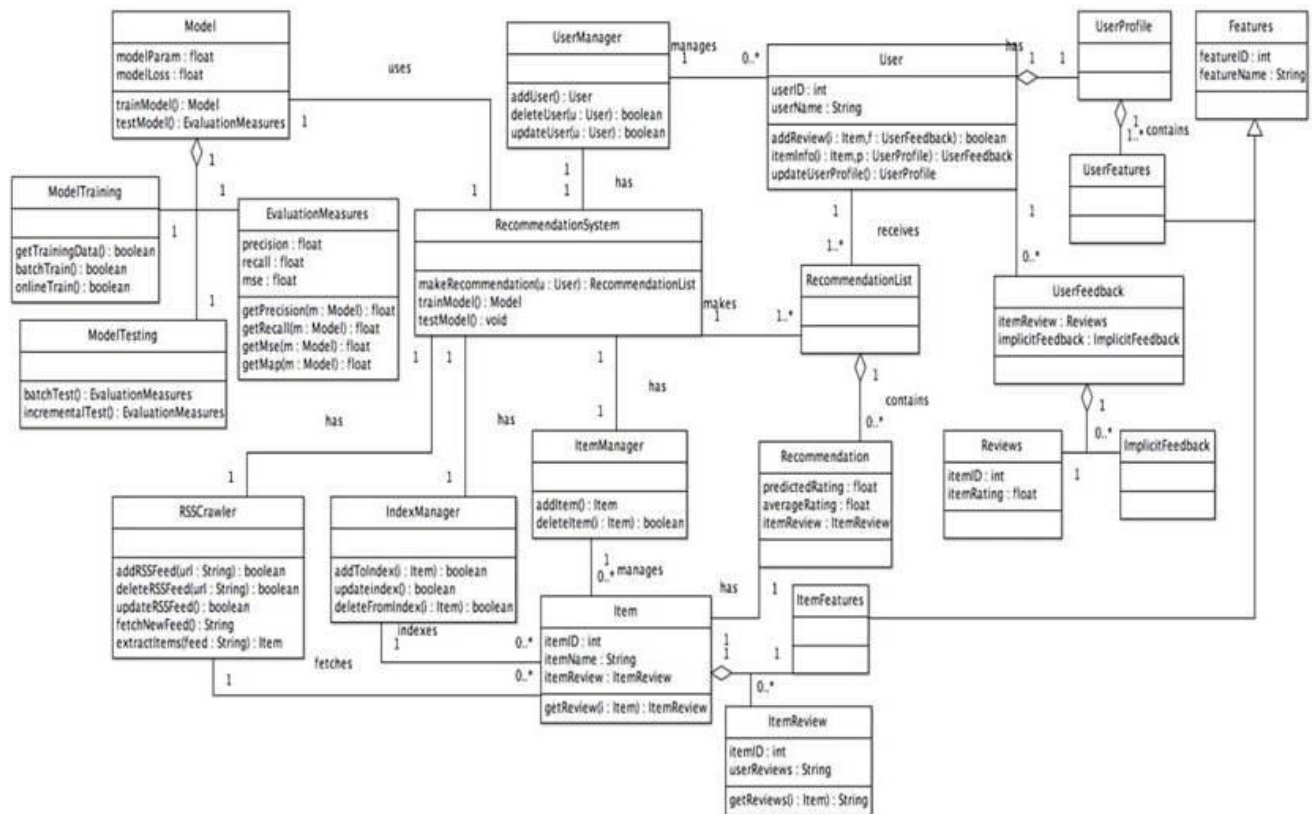 Model
modelParam : float
modelLoss : float
trainModel() : Model
testModel() : EvaluationMeasures
1
uses
1
1
UserManager
addUser() : User
deleteUser(u : User) : boolean
updateUser(u : User) : boolean
manages
1
0..*
1
has
1
User
userID : int
userName : String
addReview(i : Item,f : UserFeedback) : boolean
itemInfo(i : Item,p : UserProfile) : UserFeedback
updateUserProfile() : UserProfile
has
1
1
UserProfile
1
1..*
contains
UserFeatures
Features
featureID : int
featureName : String
ModelTraining
getTrainingData() : boolean
batchTrain() : boolean
onlineTrain() : boolean
1
1
1
EvaluationMeasures
precision : float
recall : float
mse : float
getPrecision(m : Model) : float
getRecall(m : Model) : float
getMse(m : Model) : float
getMap(m : Model) : float
ModelTesting
batchTest() : EvaluationMeasures
incrementalTest() : EvaluationMeasures
RecommendationSystem
makeRecommendation(u : User) : RecommendationList
trainModel() : Model
testModel() : void
makes
1
1..*
1
1..*
receives
RecommendationList
1
contains
0..*
1
0..*
UserFeedback
itemReview : Reviews
implicitFeedback : ImplicitFeedback
1
0..*
1
Reviews
itemID : int
itemRating : float
ImplicitFeedback
1
has
1
1
has
1
1
has
1
ItemManager
addItem() : Item
deleteItem(i : Item) : boolean
1
0..*
manages
Recommendation
predictedRating : float
averageRating : float
itemReview : ItemReview
has
1
1
RSSCrawler
addRSSFeed(url : String) : boolean
deleteRSSFeed(url : String) : boolean
updateRSSFeed() : boolean
fetchNewFeed() : String
extractItems(feed : String) : Item
fetches
1
0..*
IndexManager
addToIndex(i : Item) : boolean
updateindex() : boolean
deleteFromIndex(i : Item) : boolean
indexes
1
0..*
Item
itemID : int
itemName : String
itemReview : ItemReview
getReview(i : Item) : ItemReview
1
1
0..*
ItemFeatures
ItemReview
itemID : int
userReviews : String
getReviews(i : Item) : String